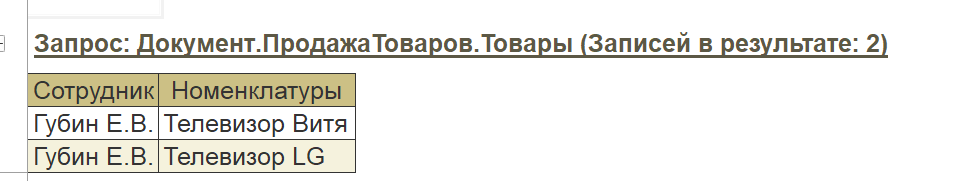 Запрос: Документ.ПродажаТоваров.Товары (Записей в результате: 2)
Сотрудник Номенклатуры
Губин Е.В. Телевизор Витя
Губин Е.В. Телевизор LG